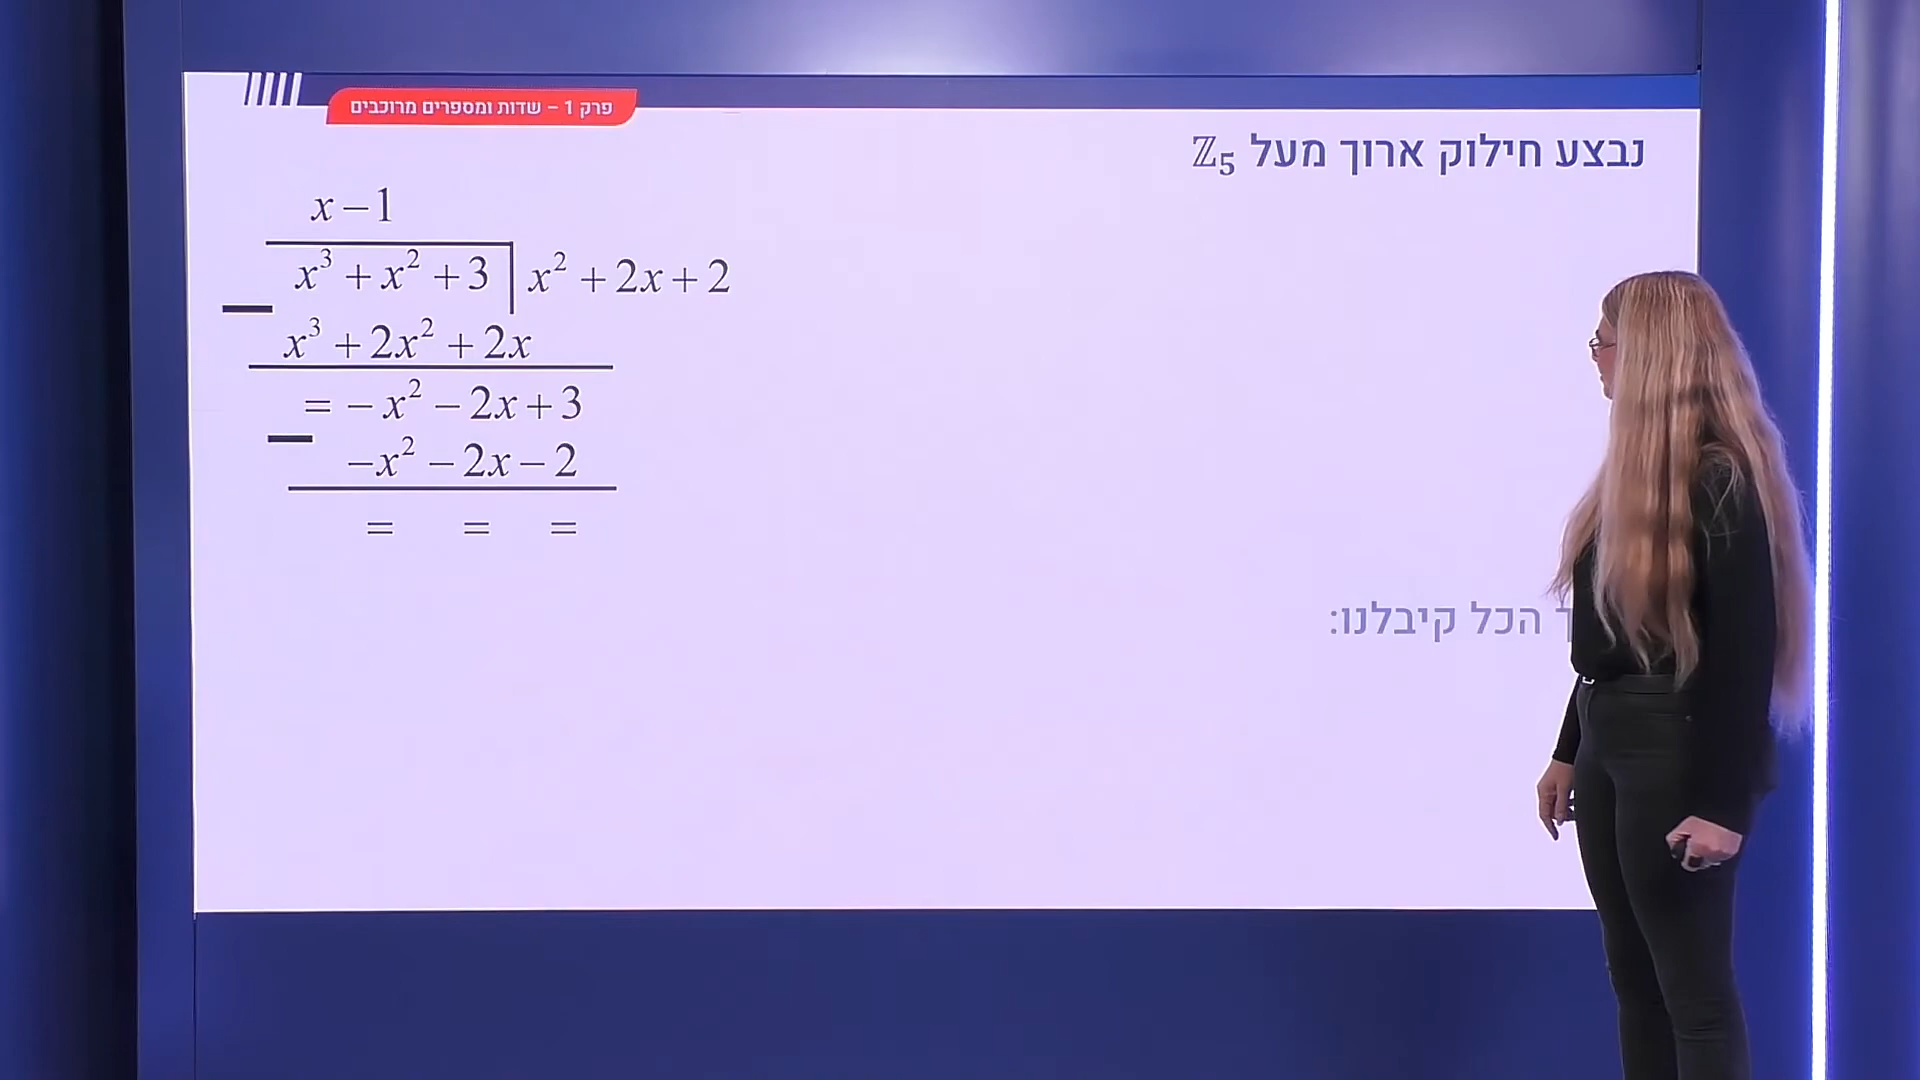 פרק 1 – שדות ומספרים מרוכבים
נבצע חילוק ארוך מעל ℤ₅
x – 1
x³ + x² + 3 | x² + 2x + 2
–
x³ + 2x² + 2x
= – x² – 2x + 3
–
–x² – 2x – 2
= = =
הכל קיבלנו: